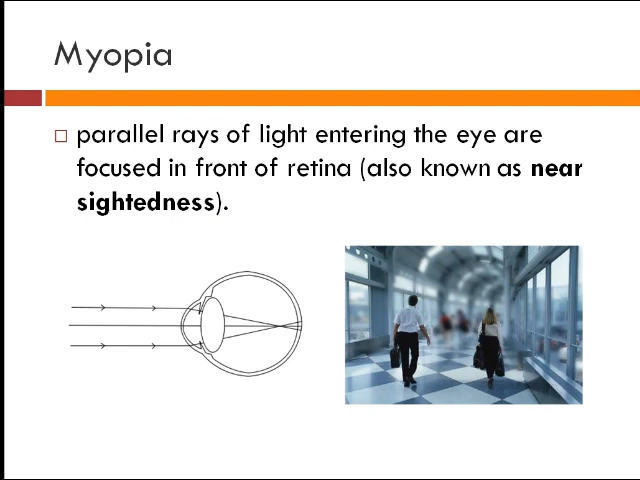 Myopia
parallel rays of light entering the eye are
focused in front of retina (also known as near
sightedness).